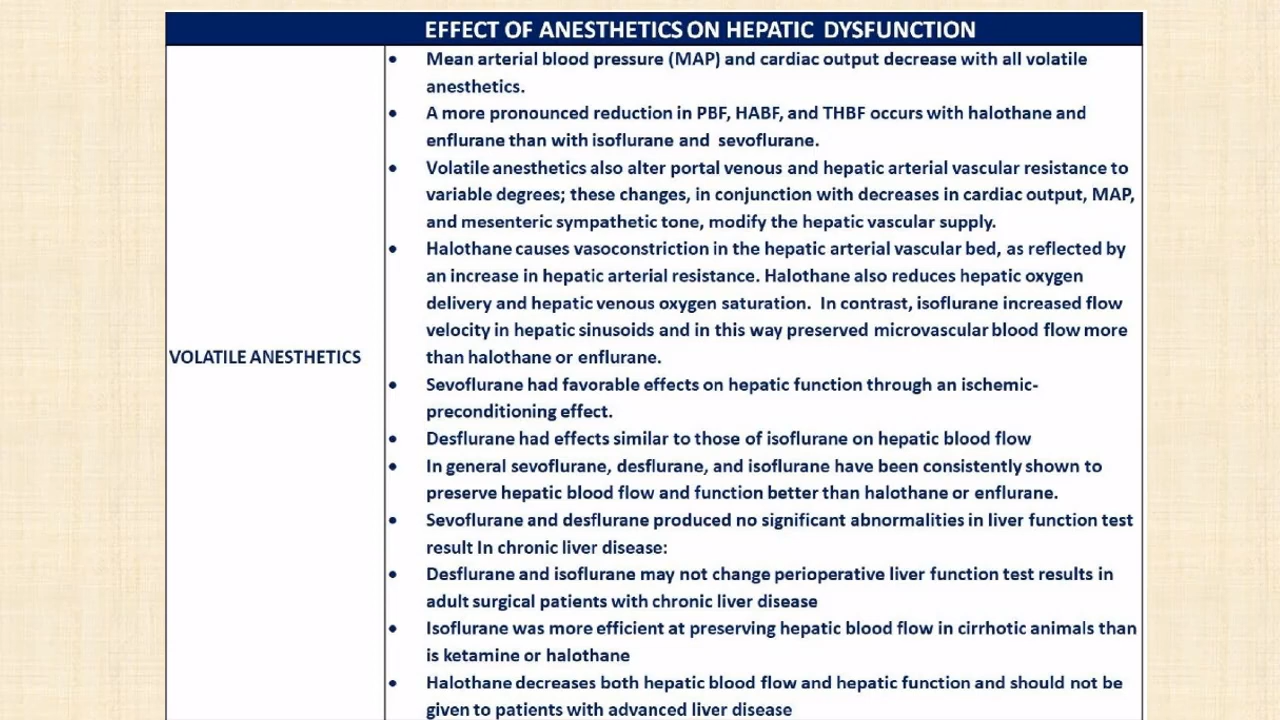 EFFECT OF ANESTHETICS ON HEPATIC DYSFUNCTION
VOLATILE ANESTHETICS
• Mean arterial blood pressure (MAP) and cardiac output decrease with all volatile
anesthetics.
• A more pronounced reduction in PBF, HABF, and THBF occurs with halothane and
enflurane than with isoflurane and sevoflurane.
• Volatile anesthetics also alter portal venous and hepatic arterial vascular resistance to
variable degrees; these changes, in conjunction with decreases in cardiac output, MAP,
and mesenteric sympathetic tone, modify the hepatic vascular supply.
• Halothane causes vasoconstriction in the hepatic arterial vascular bed, as reflected by
an increase in hepatic arterial resistance. Halothane also reduces hepatic oxygen
delivery and hepatic venous oxygen saturation. In contrast, isoflurane increased flow
velocity in hepatic sinusoids and in this way preserved microvascular blood flow more
than halothane or enflurane.
• Sevoflurane had favorable effects on hepatic function through an ischemic-
preconditioning effect.
• Desflurane had effects similar to those of isoflurane on hepatic blood flow
• In general sevoflurane, desflurane, and isoflurane have been consistently shown to
preserve hepatic blood flow and function better than halothane or enflurane.
• Sevoflurane and desflurane produced no significant abnormalities in liver function test
result In chronic liver disease:
• Desflurane and isoflurane may not change perioperative liver function test results in
adult surgical patients with chronic liver disease
• Isoflurane was more efficient at preserving hepatic blood flow in cirrhotic animals than
is ketamine or halothane
• Halothane decreases both hepatic blood flow and hepatic function and should not be
given to patients with advanced liver disease